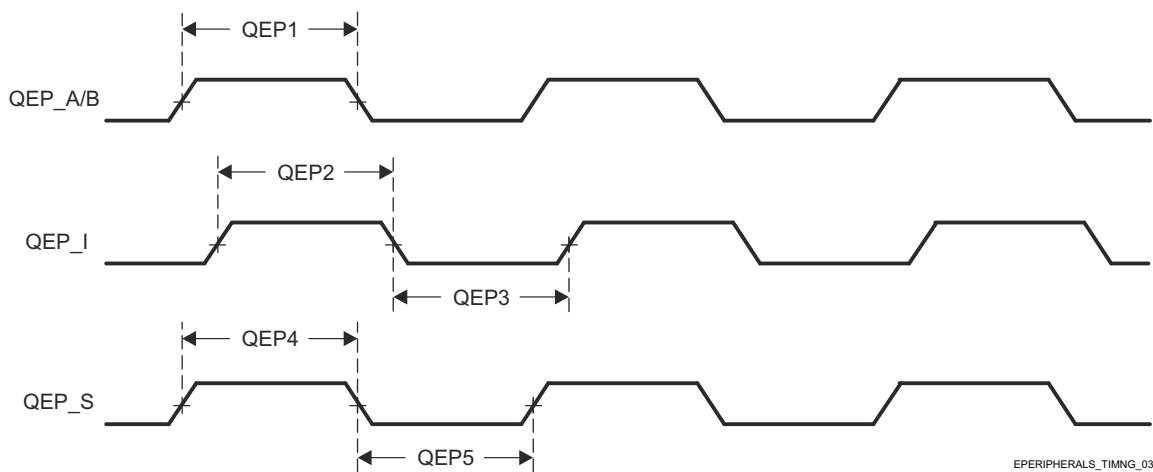 QEP1
QEP_A/B
QEP2
QEP_I
QEP3
QEP4
QEP_S
QEP5
EPERIPHERALS_TIMNG_03